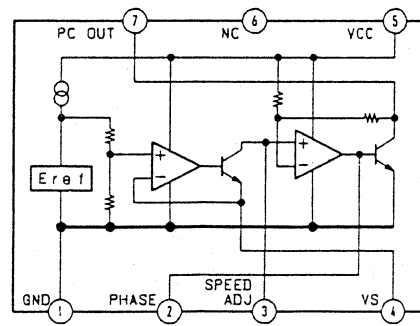 7 6 5
PC OUT NC VCC
+ +
− −
Eref
SPEED
GND PHASE ADJ VS
1 2 3 4